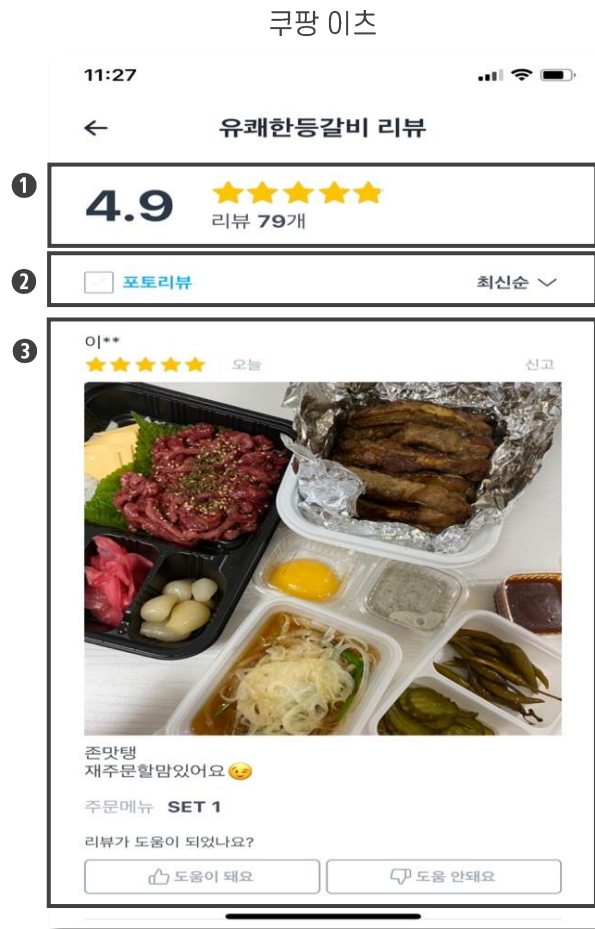 쿠팡 이츠
11:27
유쾌한등갈비 리뷰
❶
4.9
리뷰 79개
❷
포토리뷰 최신순
❸
이**
오늘 신고
존맛탱
재주문할맘있어요😉
주문메뉴 SET 1
리뷰가 도움이 되었나요?
도움이 돼요 도움 안돼요